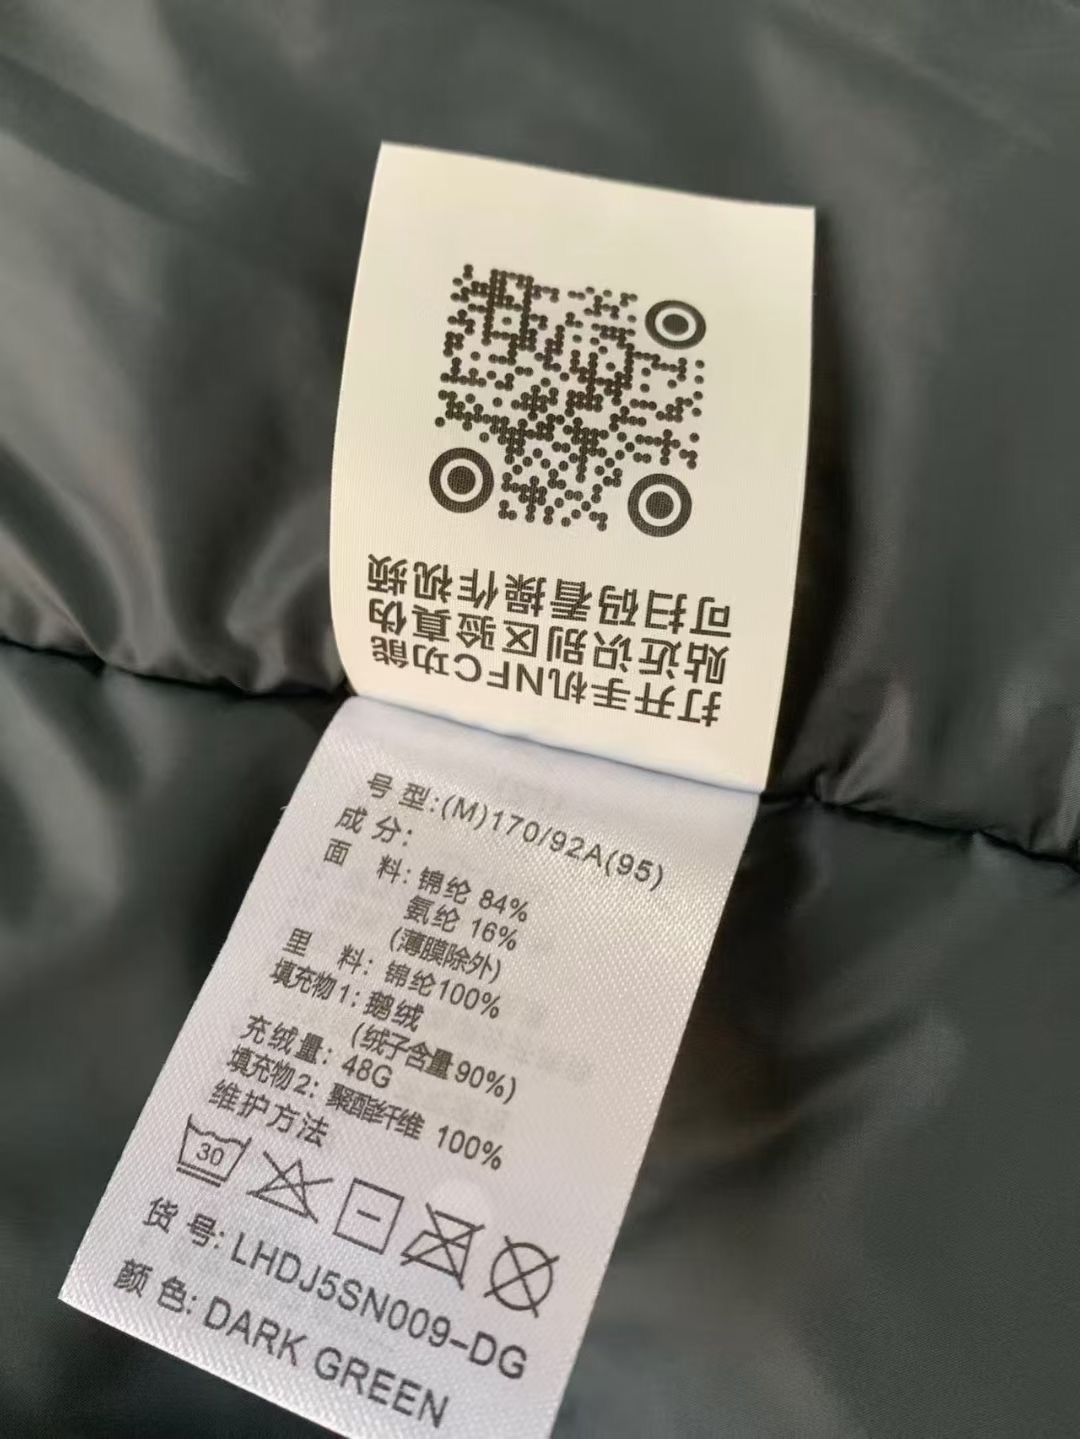 打开手机NFC功能
贴近识别区验真伪
可扫码看操作视频
号 型:(M)170/92A(95)
成 分:
面 料: 锦纶 84%
氨纶 16%
(薄膜除外)
里 料: 锦纶100%
填充物1: 鹅绒
(绒子含量90%)
充绒量: 48G
填充物2: 聚酯纤维 100%
维护方法
30
货 号: LHDJ5SN009-DG
颜 色: DARK GREEN